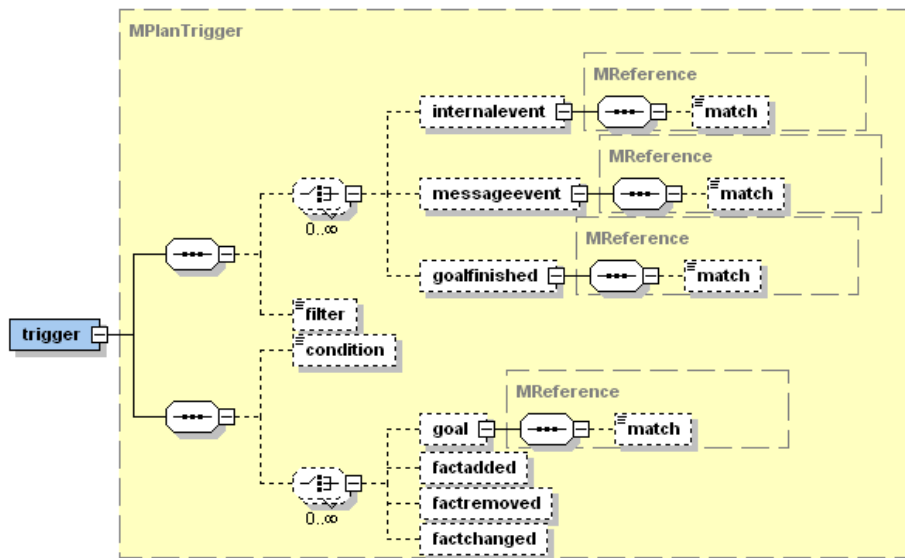 MPlanTrigger
MReference
internalevent
match
MReference
messageevent
match
0..∞
MReference
goalfinished
match
filter
trigger
condition
MReference
goal
match
factadded
0..∞
factremoved
factchanged